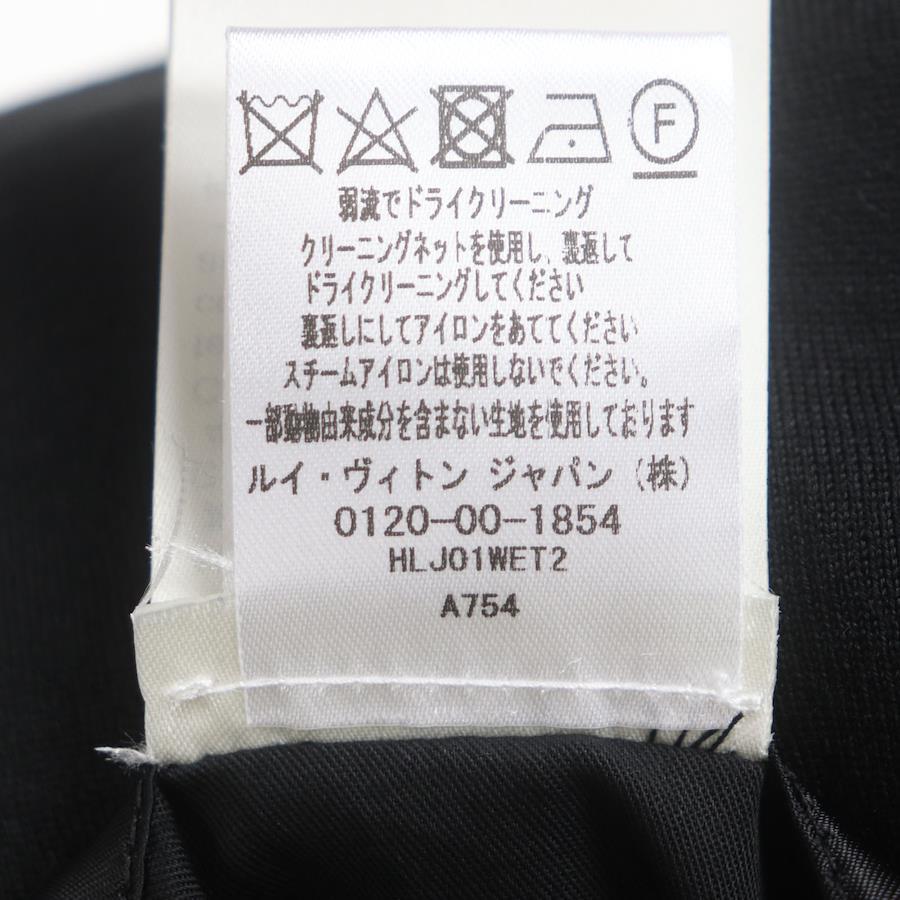 F
弱流でドライクリーニング
クリーニングネットを使用し、裏返して
ドライクリーニングしてください
裏返しにしてアイロンをあててください
スチームアイロンは使用しないでください。
一部動物由来成分を含まない生地を使用しております
ルイ・ヴィトン ジャパン (株)
0120-00-1854
HLJ01WET2
A754